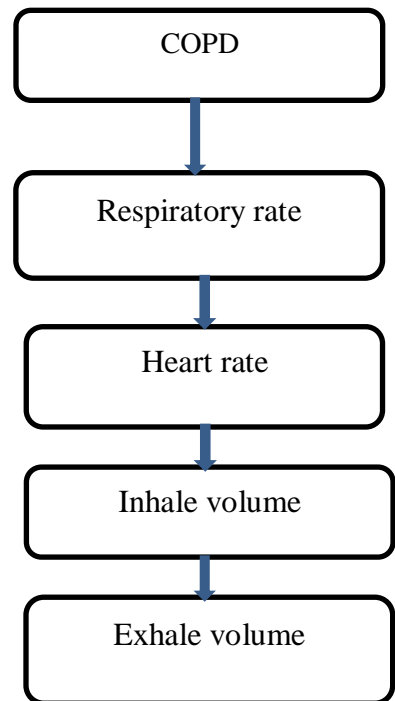 COPD
Respiratory rate
Heart rate
Inhale volume
Exhale volume